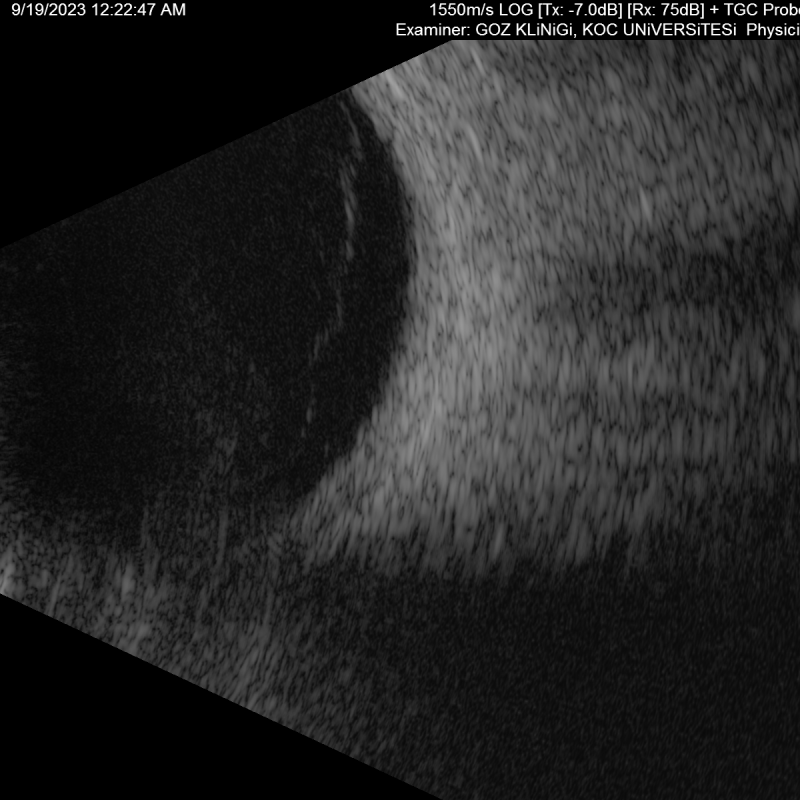 9/19/2023 12:22:47 AM
1550m/s LOG [Tx: -7.0dB] [Rx: 75dB] + TGC
Examiner: GOZ KLiNiGi, KOC UNiVERSiTESi